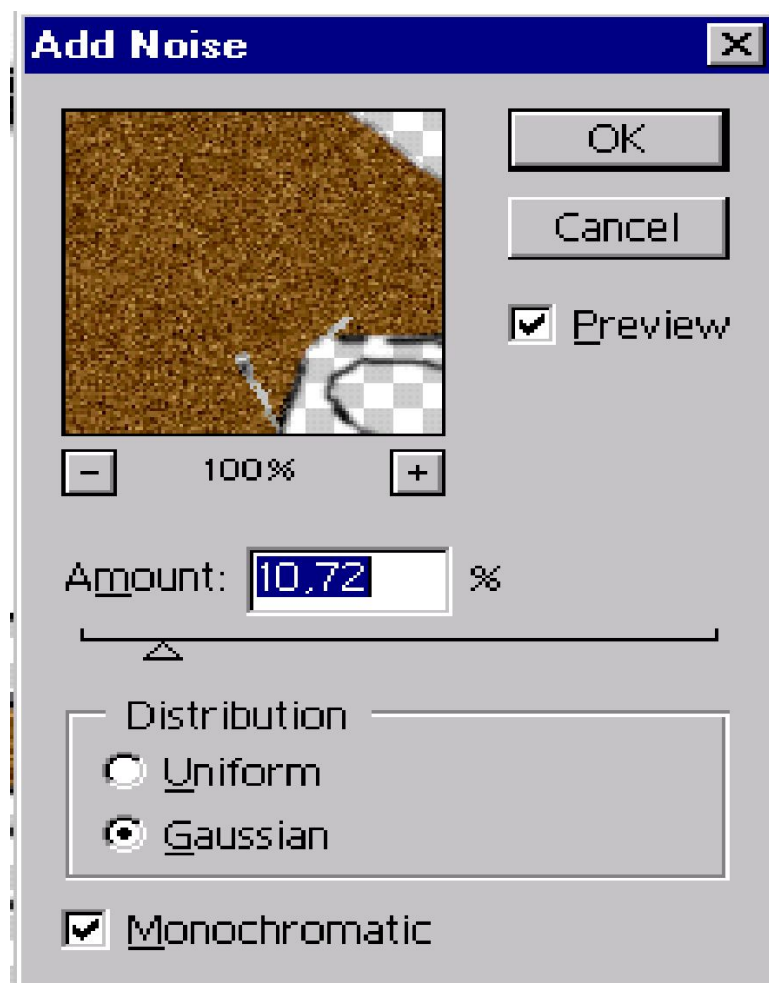 Add Noise
OK
Cancel
Preview
- 100% +
Amount: 10,72 %
Distribution
Uniform
Gaussian
Monochromatic